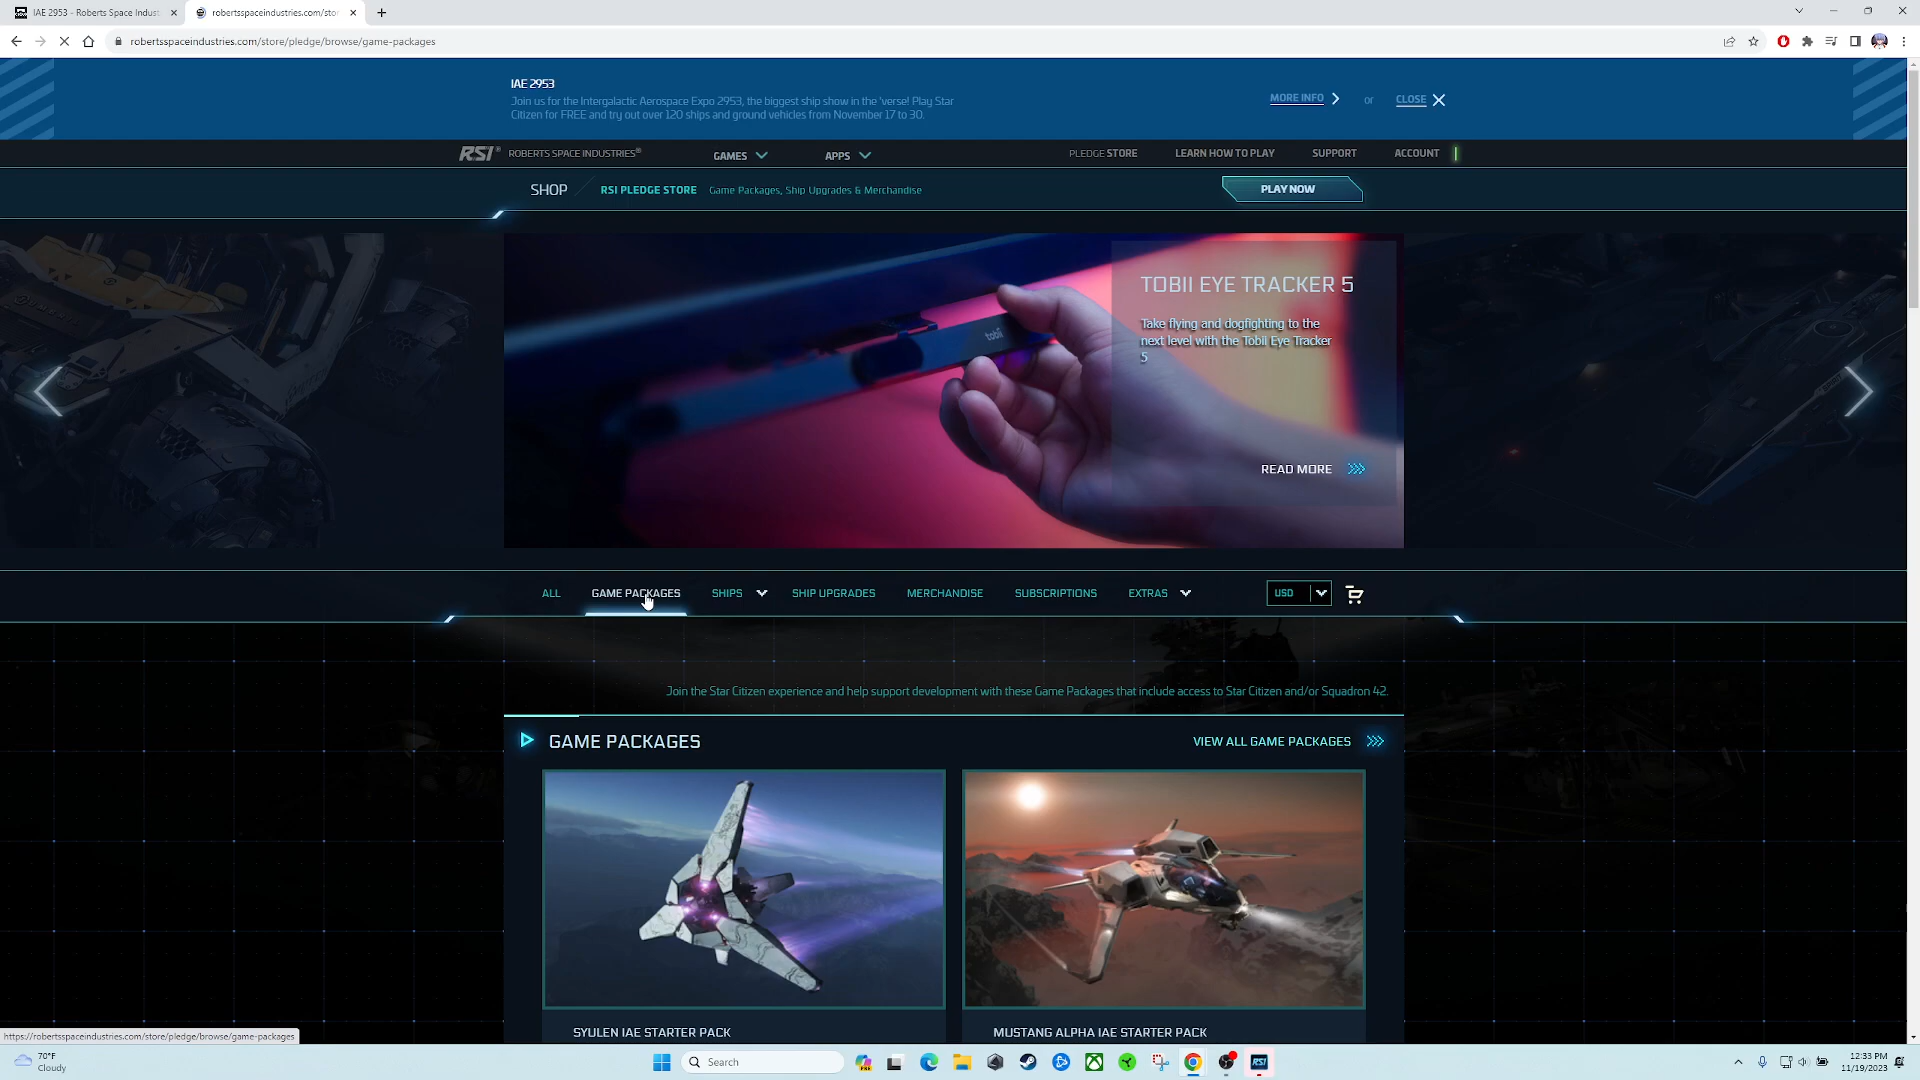 IAE 2953 - Roberts Space Indust
robertsspaceindustries.com/stor
robertsspaceindustries.com/store/pledge/browse/game-packages
IAE 2953
Join us for the Intergalactic Aerospace Expo 2953, the biggest ship show in the 'verse! Play Star
Citizen for FREE and try out over 120 ships and ground vehicles from November 17 to 30.
MORE INFO or CLOSE
RSI® ROBERTS SPACE INDUSTRIES® GAMES APPS PLEDGE STORE LEARN HOW TO PLAY SUPPORT ACCOUNT
SHOP RSI PLEDGE STORE Game Packages, Ship Upgrades & Merchandise PLAY NOW
tobii
TOBII EYE TRACKER 5
Take flying and dogfighting to the
next level with the Tobii Eye Tracker
5
READ MORE
ALL GAME PACKAGES SHIPS SHIP UPGRADES MERCHANDISE SUBSCRIPTIONS EXTRAS USD
Join the Star Citizen experience and help support development with these Game Packages that include access to Star Citizen and/or Squadron 42.
GAME PACKAGES VIEW ALL GAME PACKAGES
SYULEN IAE STARTER PACK MUSTANG ALPHA IAE STARTER PACK
https://robertsspaceindustries.com/store/pledge/browse/game-packages
70°F
Cloudy
Search
RSI
12:33 PM
11/19/2023